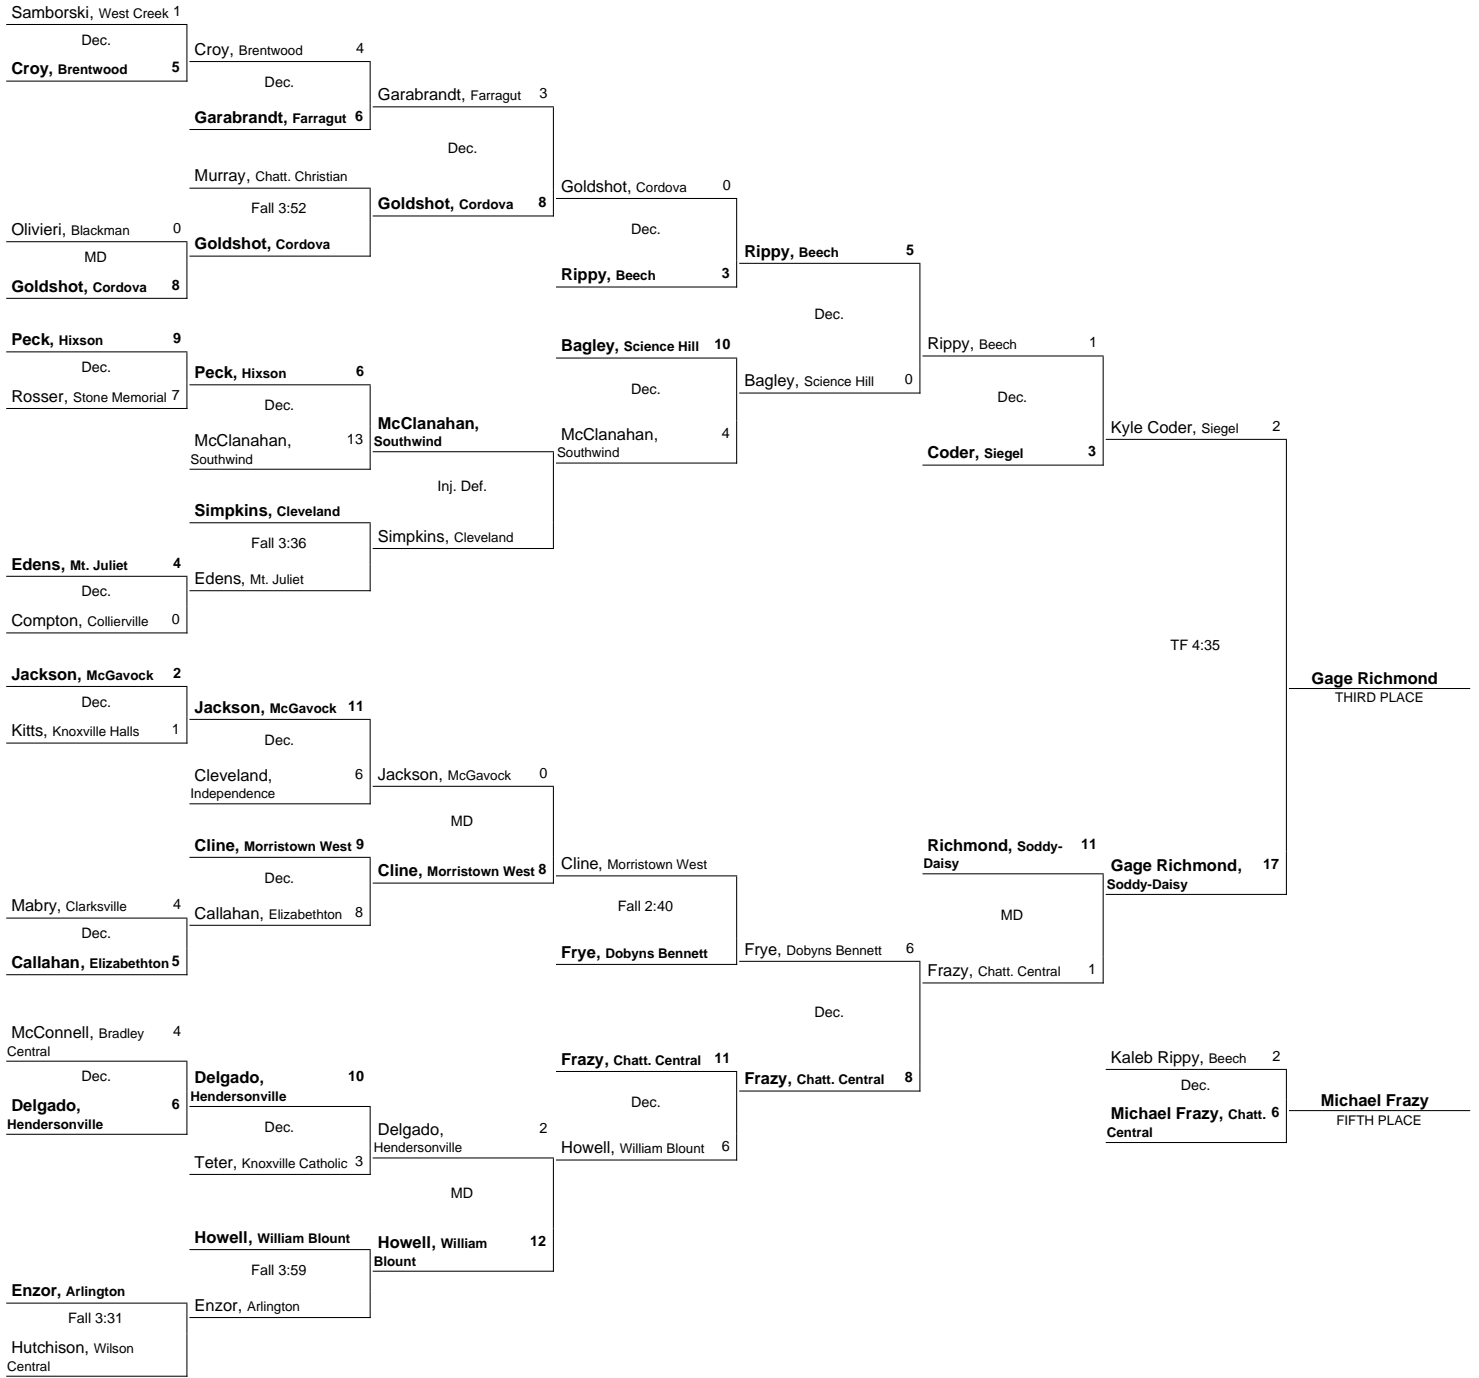 Samborski, West Creek 1
Dec.
Croy, Brentwood 5
Croy, Brentwood 4
Dec.
Garabrandt, Farragut 6
Garabrandt, Farragut 3
Dec.
Murray, Chatt. Christian
Fall 3:52
Goldshot, Cordova
Goldshot, Cordova 8
Olivieri, Blackman 0
MD
Goldshot, Cordova 8
Goldshot, Cordova 0
Dec.
Rippy, Beech 3
Rippy, Beech 5
Dec.
Peck, Hixson 9
Dec.
Rosser, Stone Memorial 7
Peck, Hixson 6
Dec.
McClanahan, 13
Southwind
McClanahan,
Southwind
Inj. Def.
Simpkins, Cleveland
Simpkins, Cleveland
Fall 3:36
Edens, Mt. Juliet
Edens, Mt. Juliet 4
Dec.
Compton, Collierville 0
Bagley, Science Hill 10
Dec.
McClanahan, 4
Southwind
Bagley, Science Hill 0
Rippy, Beech 1
Dec.
Coder, Siegel 3
Kyle Coder, Siegel 2
TF 4:35
Gage Richmond
THIRD PLACE
Jackson, McGavock 2
Dec.
Kitts, Knoxville Halls 1
Jackson, McGavock 11
Dec.
Cleveland, 6
Independence
Jackson, McGavock 0
MD
Cline, Morristown West 9
Dec.
Callahan, Elizabethton 8
Cline, Morristown West 8
Mabry, Clarksville 4
Dec.
Callahan, Elizabethton 5
Cline, Morristown West
Fall 2:40
Frye, Dobyns Bennett
Frye, Dobyns Bennett 6
Dec.
Richmond, Soddy- 11
Daisy
MD
Frazy, Chatt. Central 1
Gage Richmond, 17
Soddy-Daisy
McConnell, Bradley 4
Central
Dec.
Delgado, 6
Hendersonville
Delgado, 10
Hendersonville
Dec.
Teter, Knoxville Catholic 3
Delgado, 2
Hendersonville
MD
Howell, William 12
Blount
Frazy, Chatt. Central 11
Dec.
Howell, William Blount 6
Frazy, Chatt. Central 8
Kaleb Rippy, Beech 2
Dec.
Michael Frazy, Chatt. 6
Central
Michael Frazy
FIFTH PLACE
Howell, William Blount
Fall 3:59
Enzor, Arlington
Enzor, Arlington
Fall 3:31
Hutchison, Wilson
Central